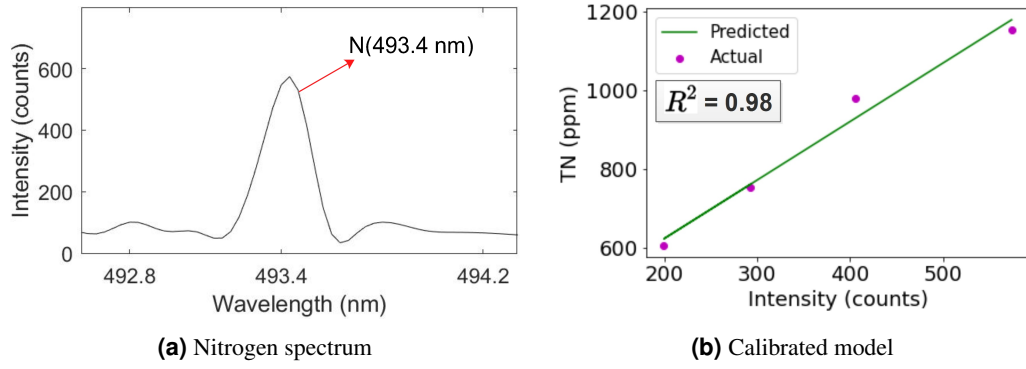 Intensity (counts)
600
400
200
0
N(493.4 nm)
492.8
493.4
494.2
Wavelength (nm)
(a) Nitrogen spectrum
TN (ppm)
1200
1000
800
600
Predicted
Actual
R² = 0.98
200
300
400
500
Intensity (counts)
(b) Calibrated model